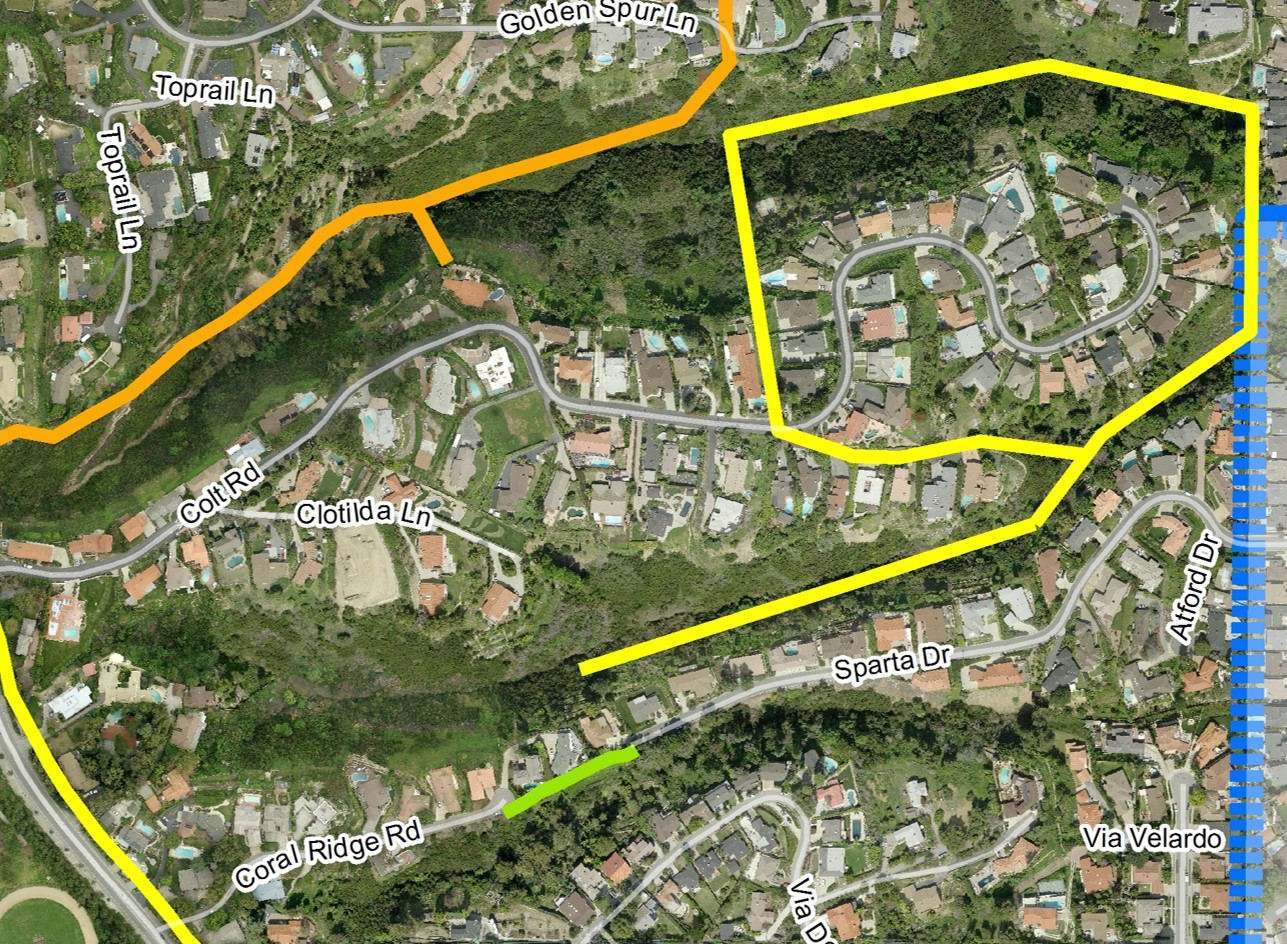 Golden Spur Ln
Toprail Ln
Toprail Ln
Colt Rd
Clotilda Ln
Atford Dr
Sparta Dr
Coral Ridge Rd
Via Velardo
Via D